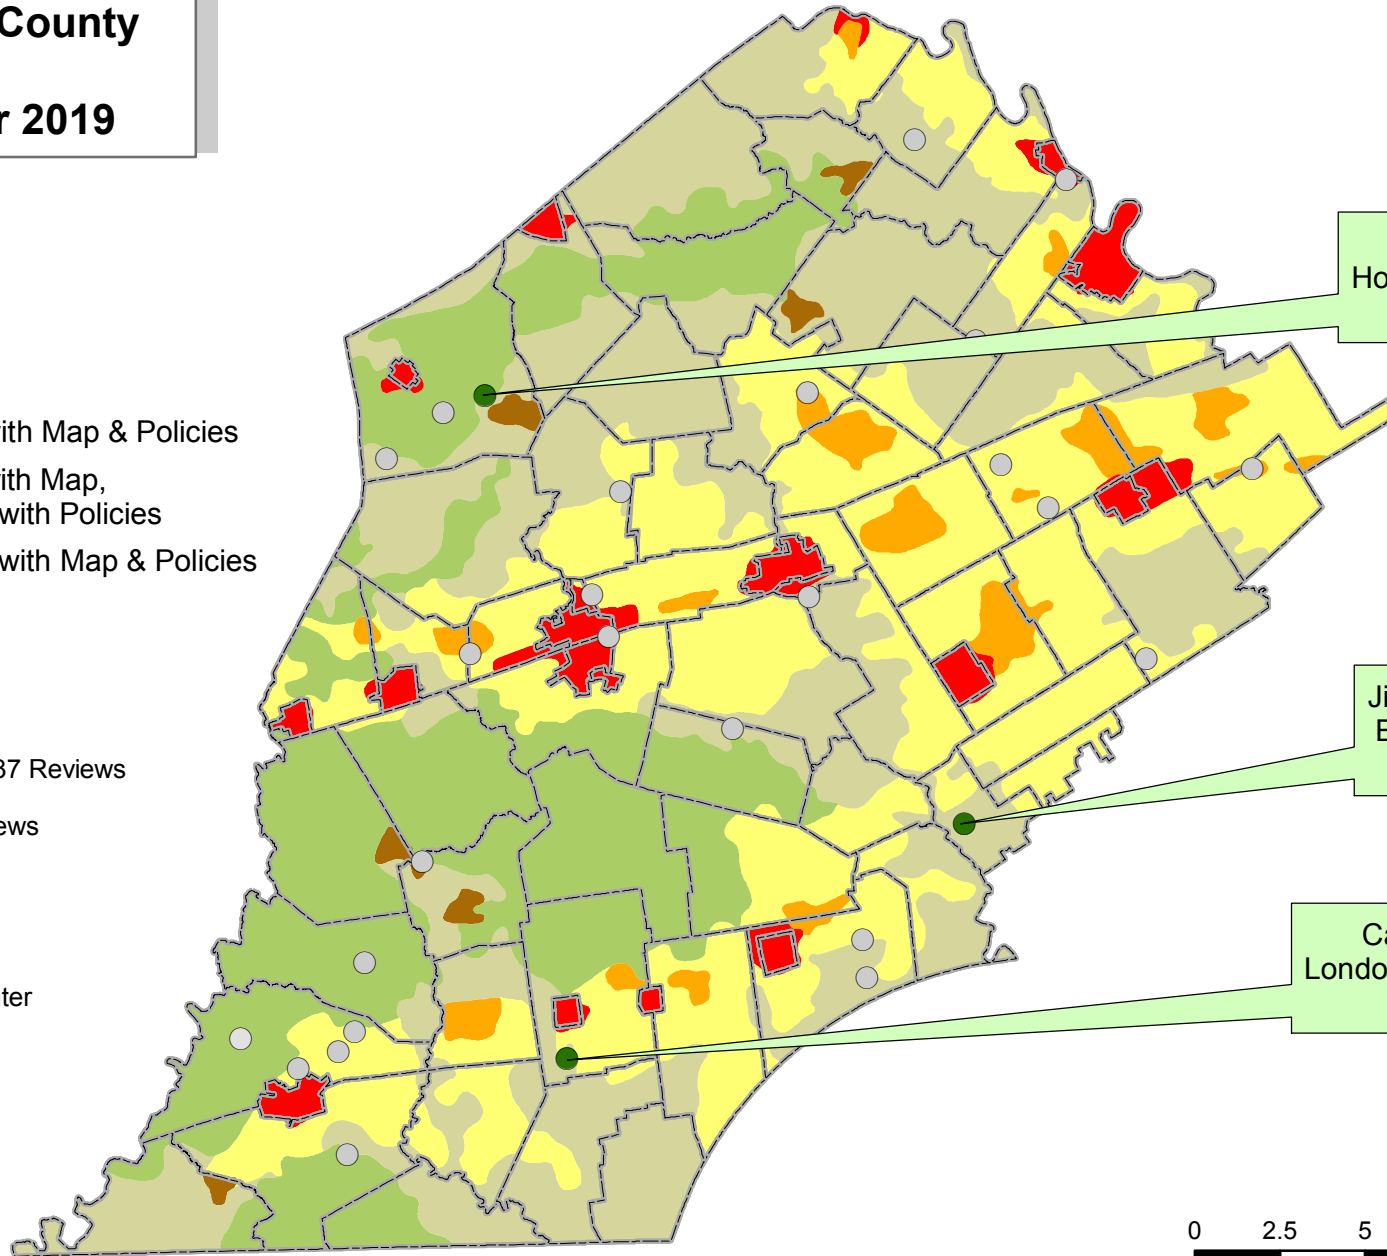 County
r 2019
ith Map & Policies
ith Map,
with Policies
with Map & Policies
37 Reviews
ews
ter
Ho
Ji
E
Ca
Londo
0 2.5 5